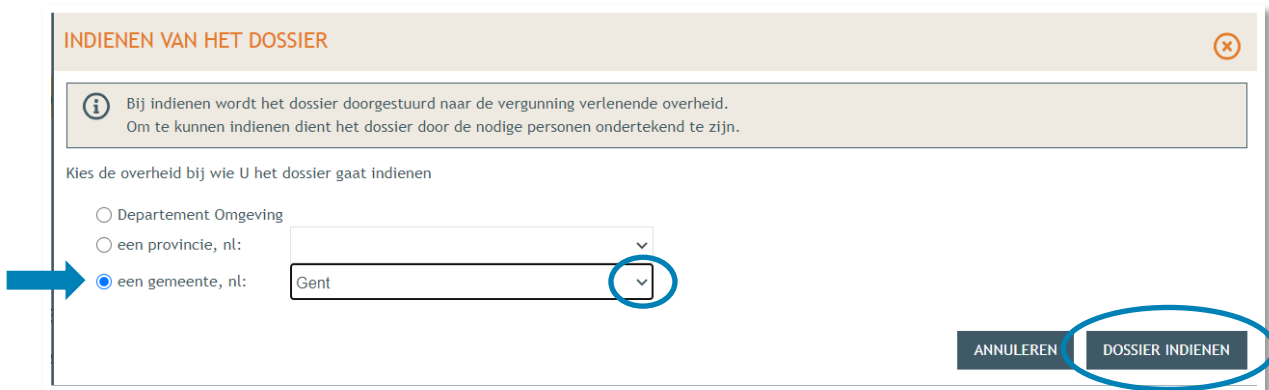 INDIENEN VAN HET DOSSIER
Bij indienen wordt het dossier doorgestuurd naar de vergunning verlenende overheid.
Om te kunnen indienen dient het dossier door de nodige personen ondertekend te zijn.
Kies de overheid bij wie U het dossier gaat indienen
Departement Omgeving
een provincie, nl:
een gemeente, nl: Gent
ANNULEREN DOSSIER INDIENEN